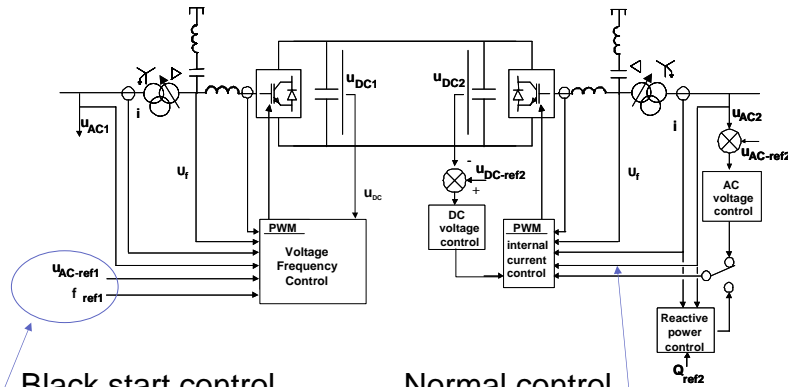 u_DC1
u_DC2
u_AC1
i
u_f
u_DC
-
u_DC-ref2
+
DC
voltage
control
PWM
Voltage
Frequency
Control
PWM
internal
current
control
u_f
i
u_AC2
u_AC-ref2
AC
voltage
control
u_AC-ref1
f ref1
Reactive
power
control
Q_ref2
Black start control
Normal control